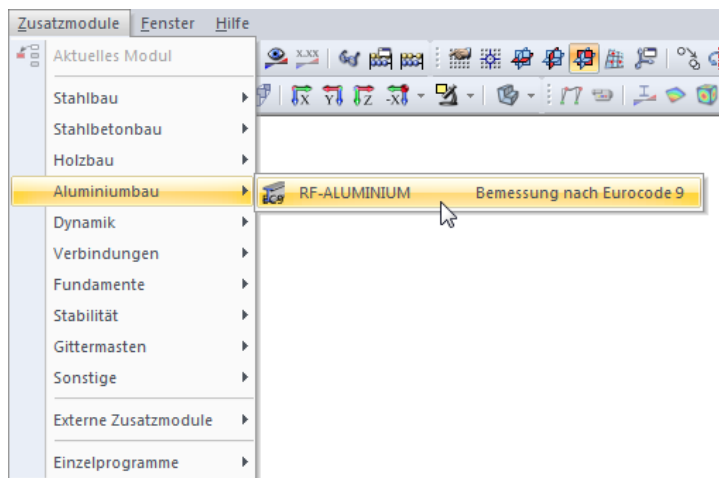 Zusatzmodule Fenster Hilfe
Aktuelles Modul
x.xx
Stahlbau
X Y Z -X
Stahlbetonbau
Holzbau
Aluminiumbau
EC9 RF-ALUMINIUM Bemessung nach Eurocode 9
Dynamik
Verbindungen
Fundamente
Stabilität
Gittermasten
Sonstige
Externe Zusatzmodule
Einzelprogramme